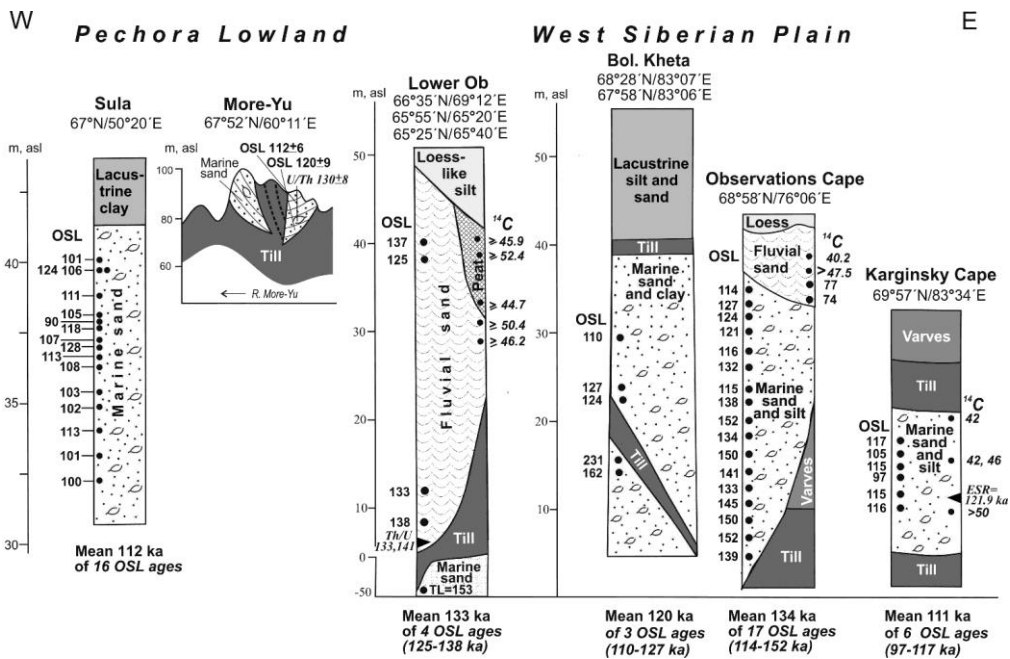 W
E
Pechora Lowland
West Siberian Plain
Sula
67°N/50°20´E
m, asl
40
35
30
Lacus-
trine
clay
OSL
101
124 106
111
105
90
118
107
128
113
108
103
102
113
101
100
Marine sand
Mean 112 ka
of 16 OSL ages
More-Yu
67°52´N/60°11´E
OSL 112±6
OSL 120±9
U/Th 130±8
Marine
sand
100
80
60
Till
← R. More-Yu
Lower Ob
66°35´N/69°12´E
65°55´N/65°20´E
65°25´N/65°40´E
m, asl
50
40
30
20
10
0
-50
Loess-
like silt
OSL
137
125
14C
≥ 45.9
≥ 52.4
≥ 44.7
≥ 50.4
≥ 46.2
Peat
Fluvial sand
133
138
Th/U
133,141
Till
Marine
sand
TL=153
Mean 133 ka
of 4 OSL ages
(125-138 ka)
Bol. Kheta
68°28´N/83°07´E
67°58´N/83°06´E
m, asl
50
40
30
20
10
Lacustrine
silt and
sand
Till
Marine
sand
and clay
OSL
110
127
124
231
162
Till
Mean 120 ka
of 3 OSL ages
(110-127 ka)
Observations Cape
68°58´N/76°06´E
Loess
Fluvial
sand
14C
40.2
>47.5
77
74
OSL
114
127
124
121
116
132
115
138
152
134
150
141
133
145
150
152
139
Marine
sand
and silt
Varves
Till
Mean 134 ka
of 17 OSL ages
(114-152 ka)
Karginsky Cape
69°57´N/83°34´E
Varves
Till
14C
42
42, 46
ESR=
121.9 ka
>50
OSL
117
105
115
97
115
116
Marine
sand
and
silt
Till
Mean 111 ka
of 6 OSL ages
(97-117 ka)